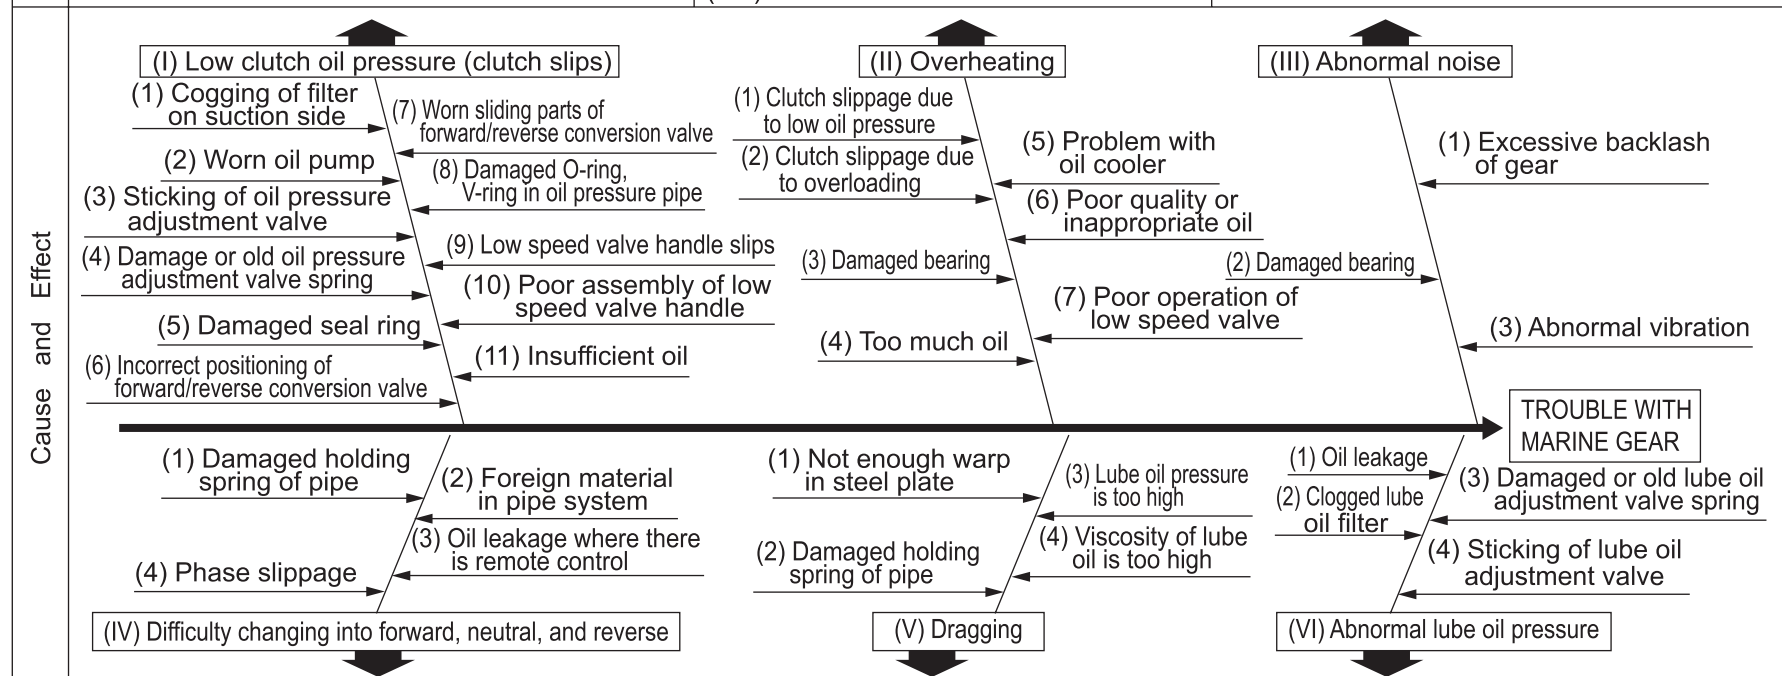 Cause and Effect
(I) Low clutch oil pressure (clutch slips)
(1) Cogging of filter
on suction side
(2) Worn oil pump
(3) Sticking of oil pressure
adjustment valve
(4) Damage or old oil pressure
adjustment valve spring
(5) Damaged seal ring
(6) Incorrect positioning of
forward/reverse conversion valve
(7) Worn sliding parts of
forward/reverse conversion valve
(8) Damaged O-ring,
V-ring in oil pressure pipe
(9) Low speed valve handle slips
(10) Poor assembly of low
speed valve handle
(11) Insufficient oil
(II) Overheating
(1) Clutch slippage due
to low oil pressure
(2) Clutch slippage due
to overloading
(3) Damaged bearing
(4) Too much oil
(5) Problem with
oil cooler
(6) Poor quality or
inappropriate oil
(7) Poor operation of
low speed valve
(III) Abnormal noise
(1) Excessive backlash
of gear
(2) Damaged bearing
(3) Abnormal vibration
TROUBLE WITH
MARINE GEAR
(1) Damaged holding
spring of pipe
(2) Foreign material
in pipe system
(3) Oil leakage where there
is remote control
(4) Phase slippage
(IV) Difficulty changing into forward, neutral, and reverse
(1) Not enough warp
in steel plate
(2) Damaged holding
spring of pipe
(3) Lube oil pressure
is too high
(4) Viscosity of lube
oil is too high
(V) Dragging
(1) Oil leakage
(2) Clogged lube
oil filter
(3) Damaged or old lube oil
adjustment valve spring
(4) Sticking of lube oil
adjustment valve
(VI) Abnormal lube oil pressure